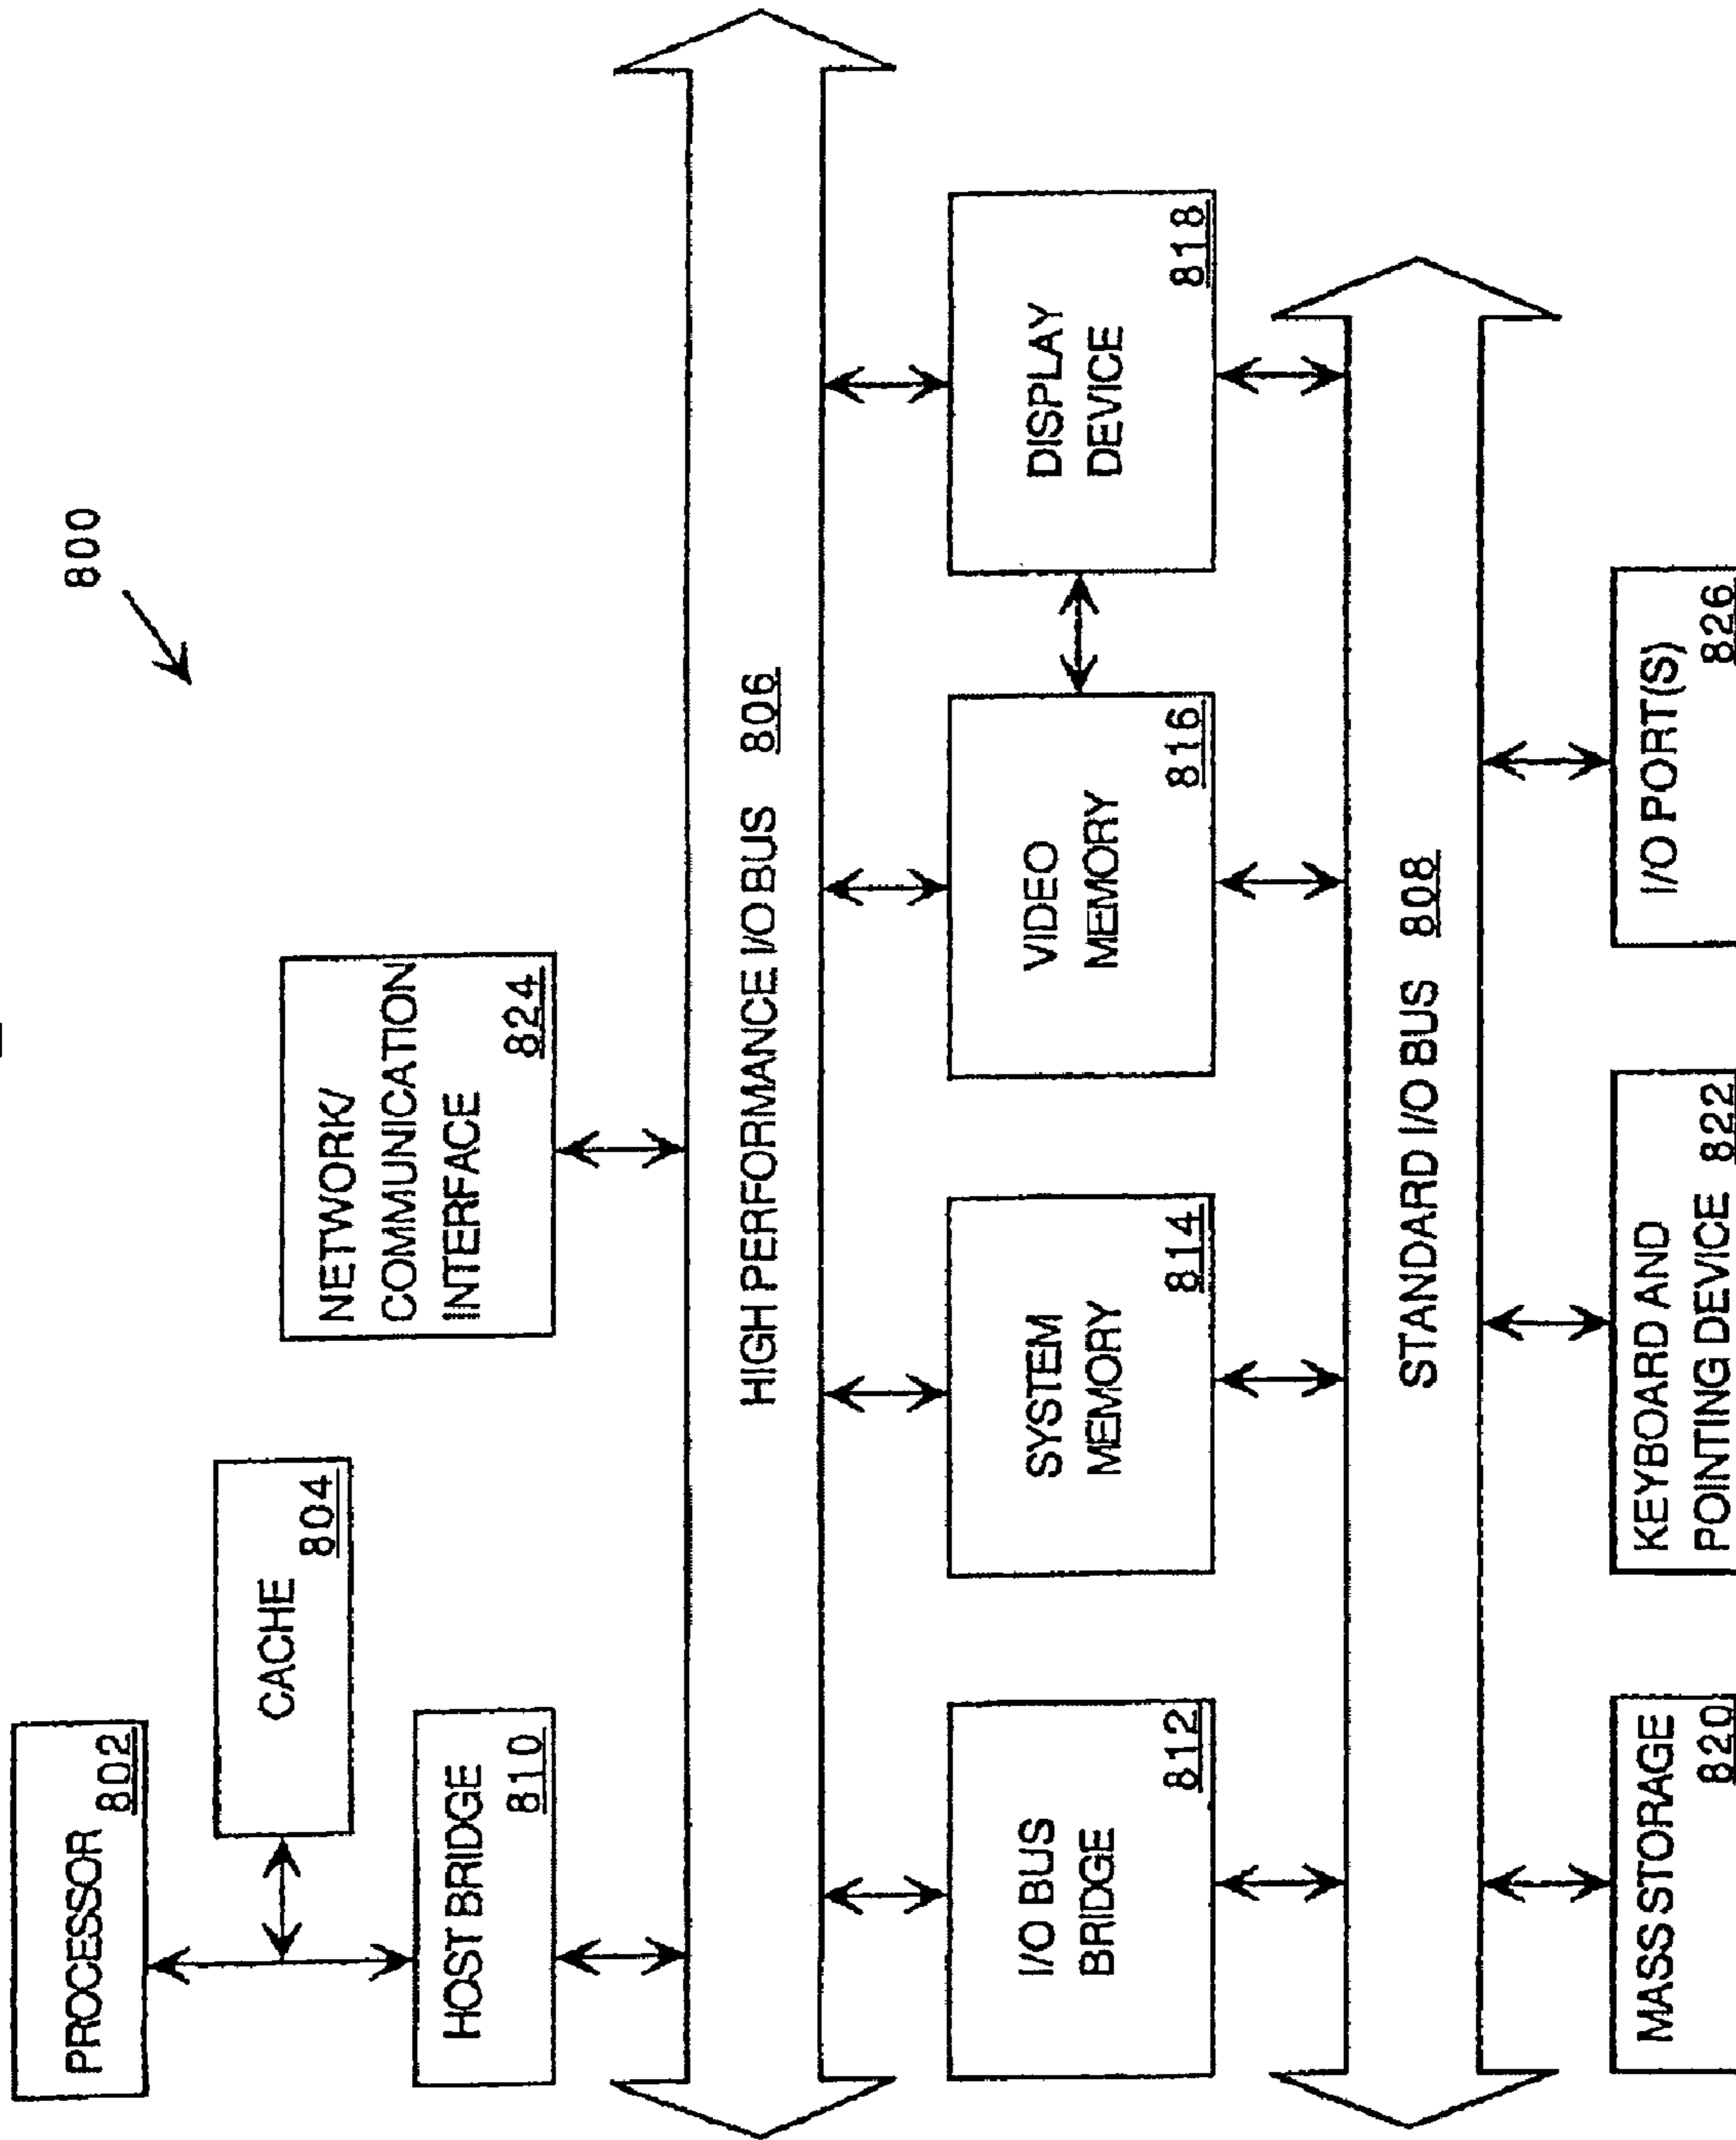 800
PROCESSOR
802
CACHE
804
HOST BRIDGE
810
NETWORK/
COMMUNICATION
INTERFACE
824
HIGH PERFORMANCE I/O BUS 806
I/O BUS
BRIDGE
812
SYSTEM
MEMORY
814
VIDEO
MEMORY
816
DISPLAY
DEVICE
818
STANDARD I/O BUS 808
MASS STORAGE
820
KEYBOARD AND
POINTING DEVICE 822
I/O PORT(S)
826